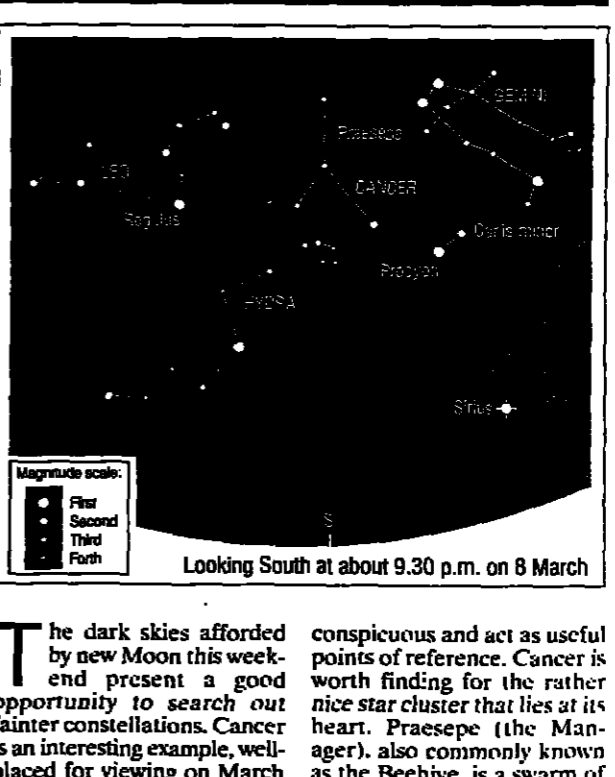 GEMINI
Praesepe
LEO
CANCER
Regulus
Canis minor
Procyon
HYDRA
Sirius
S
Magnitude scale:
First
Second
Third
Forth
Looking South at about 9.30 p.m. on 8 March
The dark skies afforded
by new Moon this week-
end present a good
opportunity to search out
fainter constellations. Cancer
is an interesting example, well-
placed for viewing on March
conspicuous and act as useful
points of reference. Cancer is
worth finding for the rather
nice star cluster that lies at its
heart. Praesepe (the Man-
ager), also commonly known
as the Beehive, is a swarm of